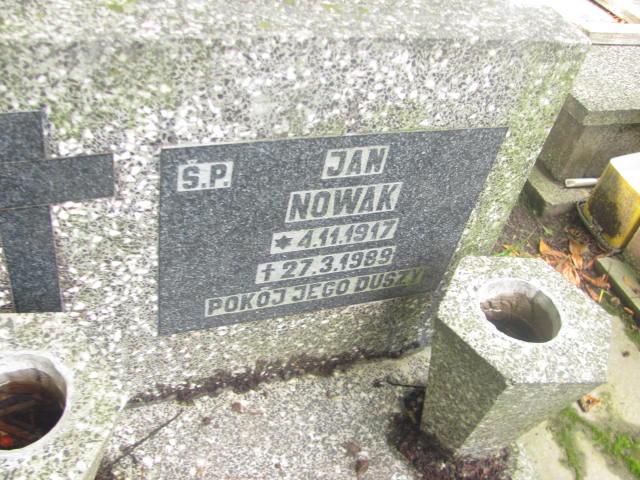 Ś.P. JAN
NOWAK
* 4.11.1917
✝ 27.3.1989
POKÓJ JEGO DUSZY